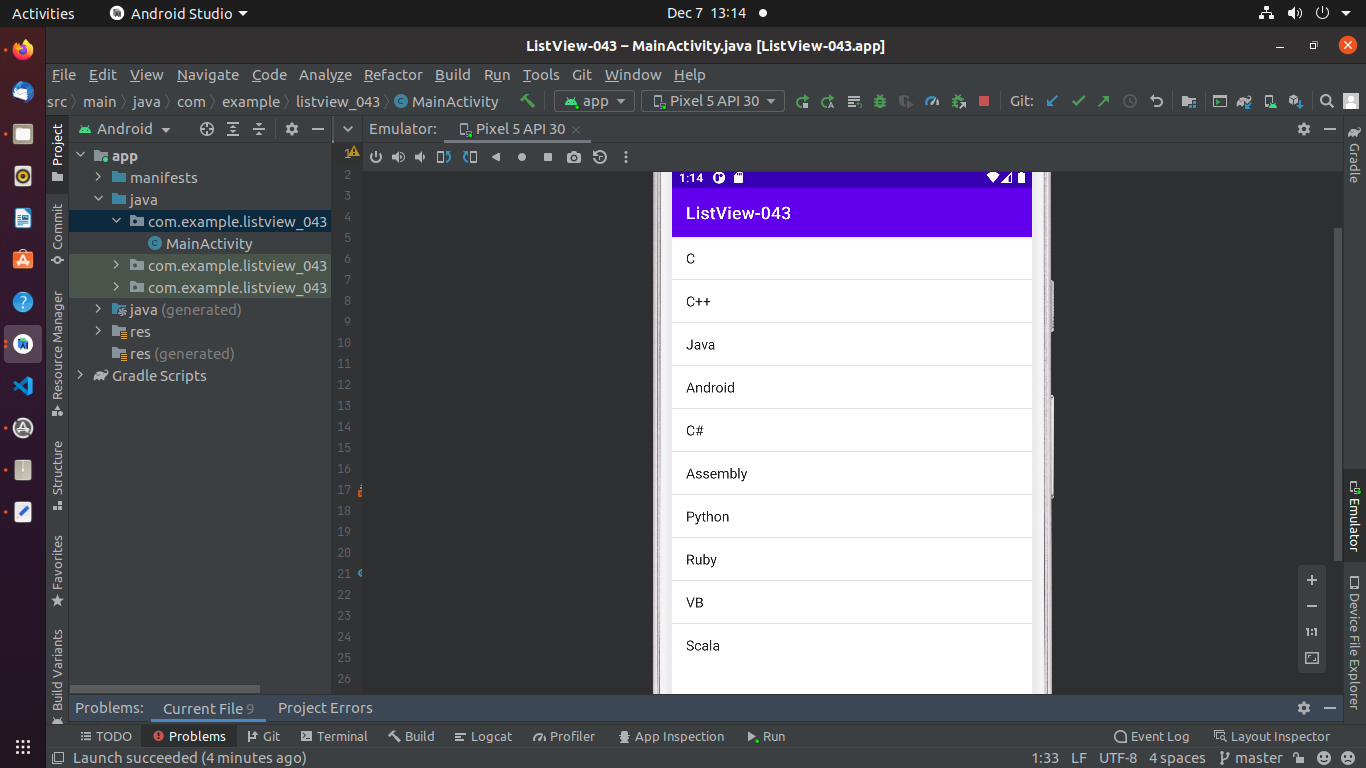 Activities Android Studio Dec 7 13:14
ListView-043 – MainActivity.java [ListView-043.app]
File Edit View Navigate Code Analyze Refactor Build Run Tools Git Window Help
src main java com example listview_043 MainActivity app Pixel 5 API 30 Git:
Project
Commit
Resource Manager
Structure
Favorites
Build Variants
Android
app
manifests
java
com.example.listview_043
MainActivity
com.example.listview_043
com.example.listview_043
java (generated)
res
res (generated)
Gradle Scripts
1
2
3
4
5
6
7
8
9
10
11
12
13
14
15
16
17
18
19
20
21
22
23
24
25
26
Emulator: Pixel 5 API 30
1:14
ListView-043
C
C++
Java
Android
C#
Assembly
Python
Ruby
VB
Scala
1:1
Gradle
Emulator
Device File Explorer
Problems: Current File 9 Project Errors
TODO Problems Git Terminal Build Logcat Profiler App Inspection Run Event Log Layout Inspector
Launch succeeded (4 minutes ago) 1:33 LF UTF-8 4 spaces master